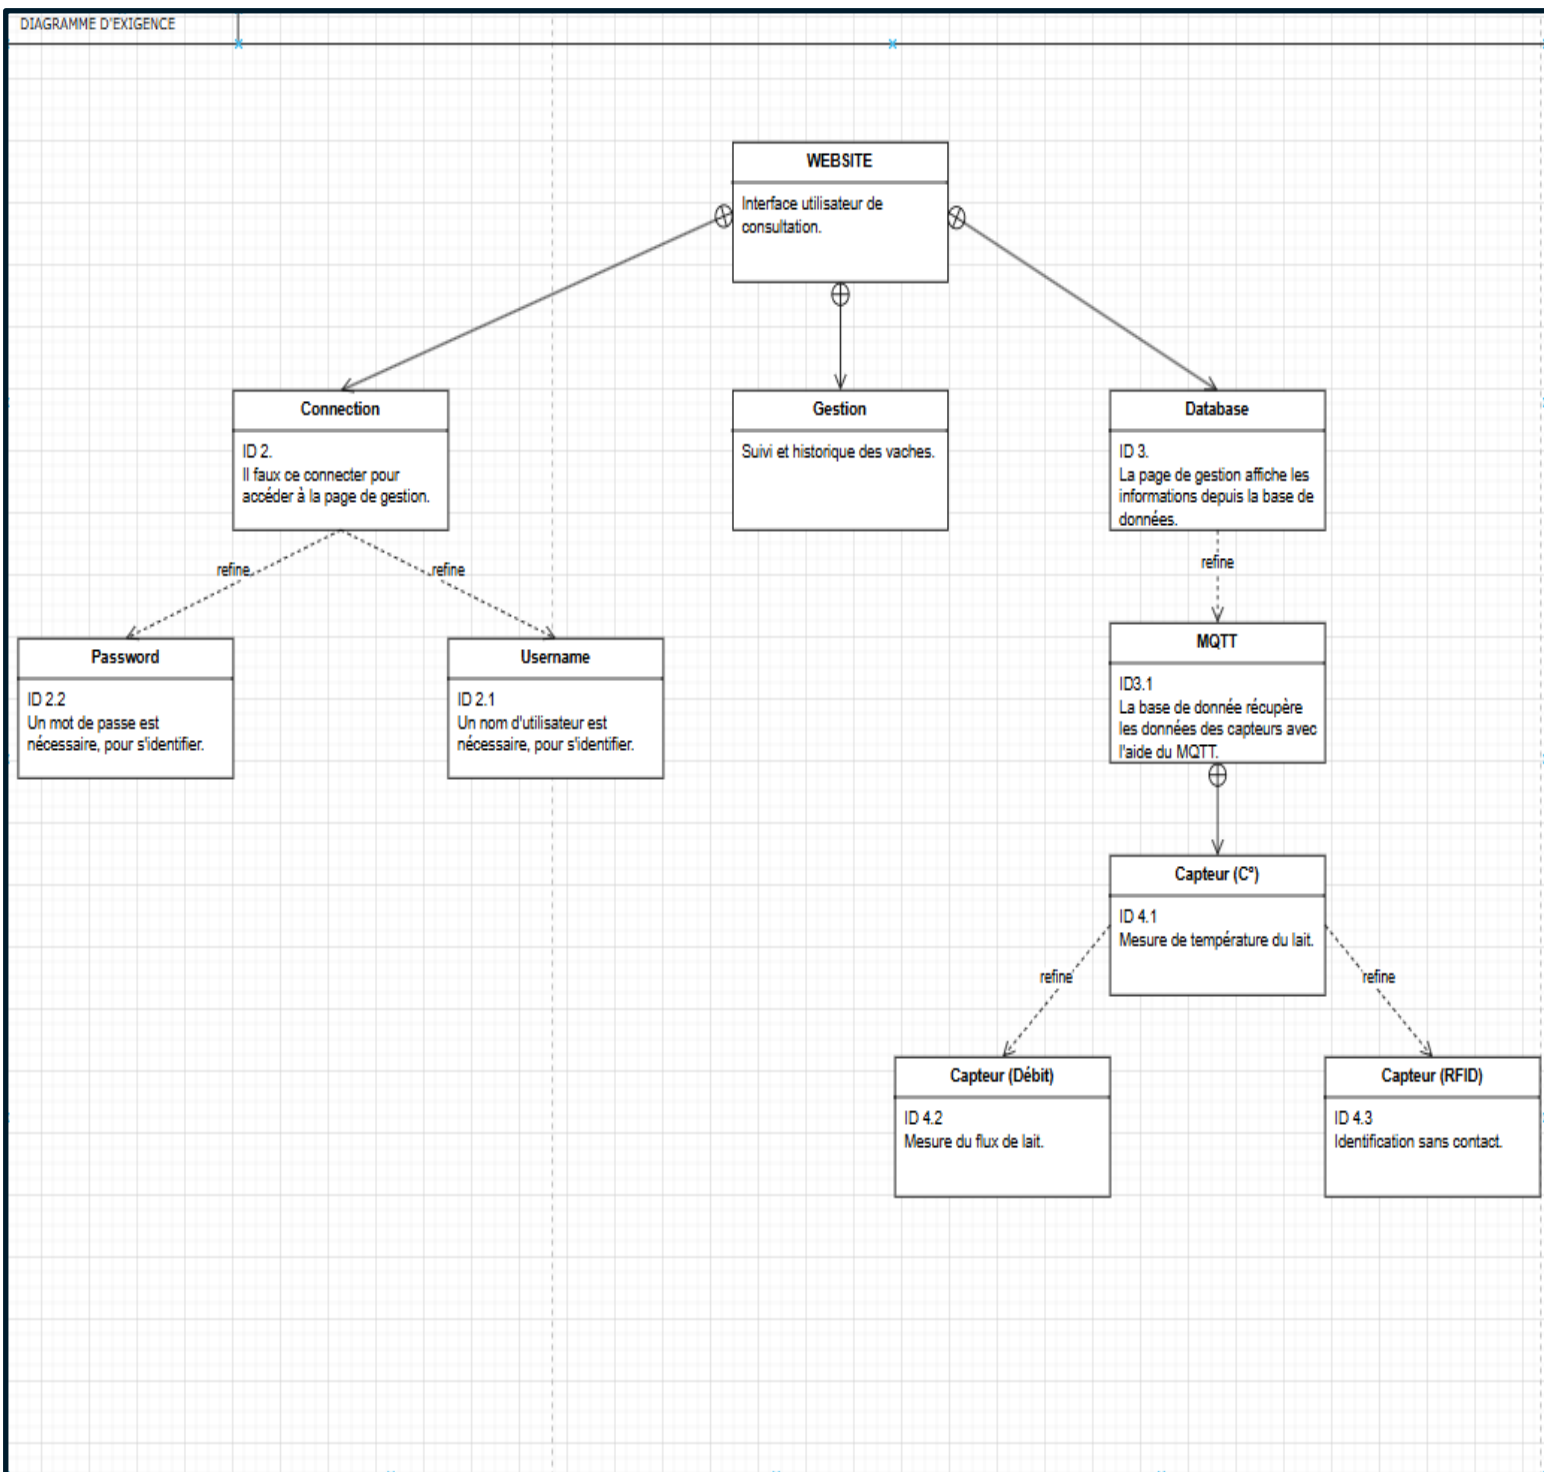 DIAGRAMME D'EXIGENCE
WEBSITE
Interface utilisateur de
consultation.
Connection
ID 2.
Il faux ce connecter pour
accéder à la page de gestion.
Gestion
Suivi et historique des vaches.
Database
ID 3.
La page de gestion affiche les
informations depuis la base de
données.
refine
refine
refine
Password
ID 2.2
Un mot de passe est
nécessaire, pour s'identifier.
Username
ID 2.1
Un nom d'utilisateur est
nécessaire, pour s'identifier.
MQTT
ID3.1
La base de donnée récupère
les données des capteurs avec
l'aide du MQTT.
Capteur (C°)
ID 4.1
Mesure de température du lait.
refine
refine
Capteur (Débit)
ID 4.2
Mesure du flux de lait.
Capteur (RFID)
ID 4.3
Identification sans contact.